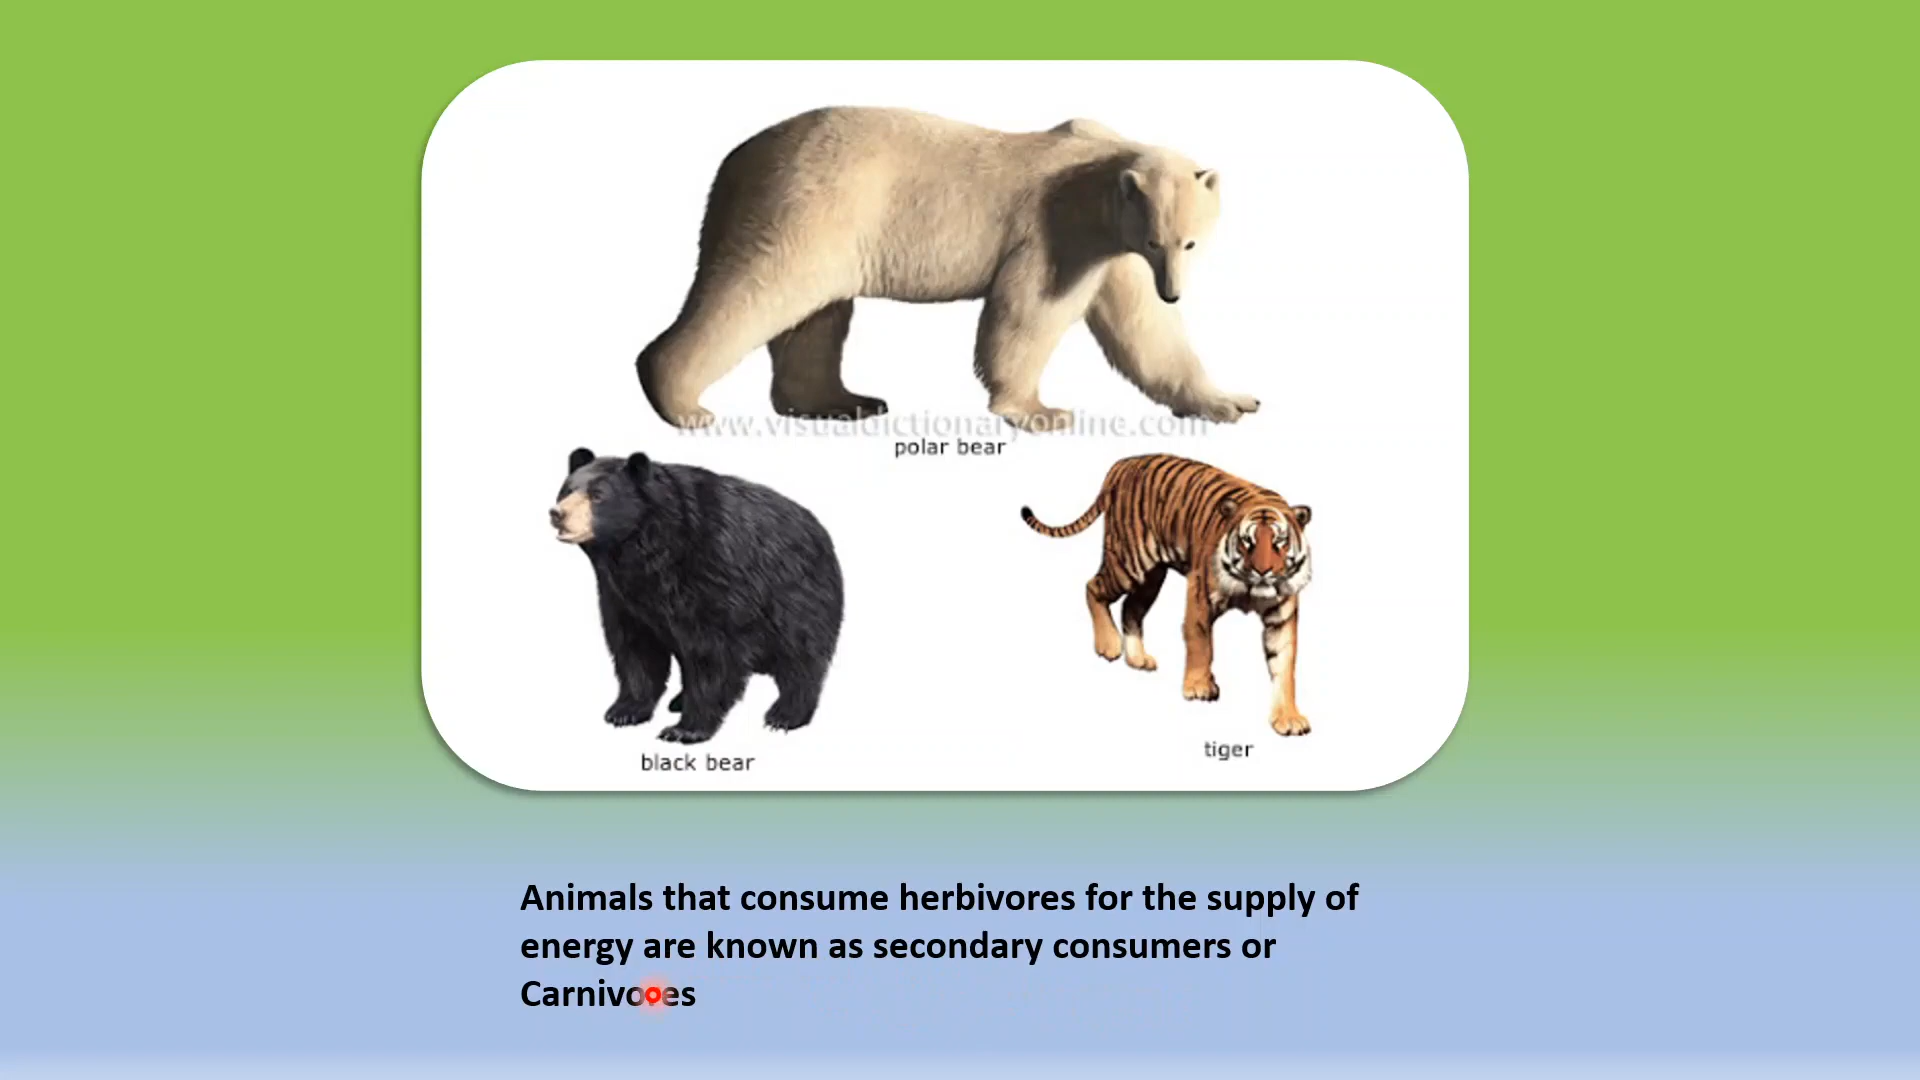 www.visualdictionaryonline.com
polar bear
black bear
tiger
Animals that consume herbivores for the supply of
energy are known as secondary consumers or
Carnivores